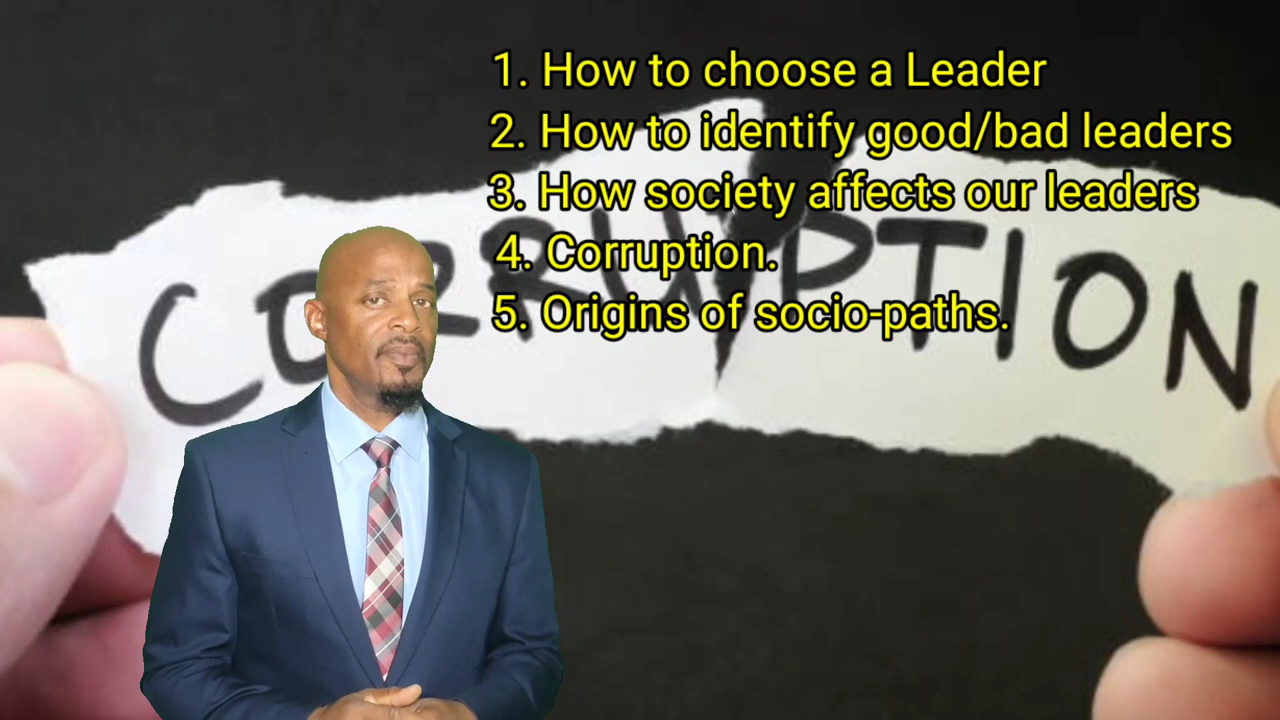 1. How to choose a Leader
2. How to identify good/bad leaders
3. How society affects our leaders
4. Corruption.
5. Origins of socio-paths.
CORRUPTION